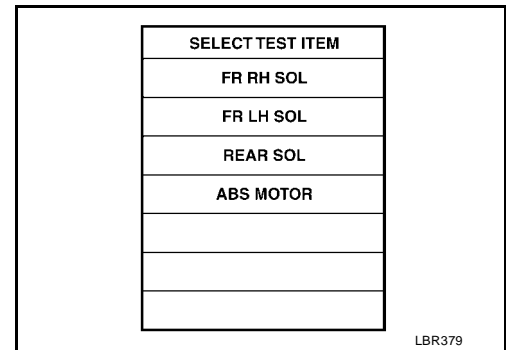 SELECT TEST ITEM
FR RH SOL
FR LH SOL
REAR SOL
ABS MOTOR
LBR379